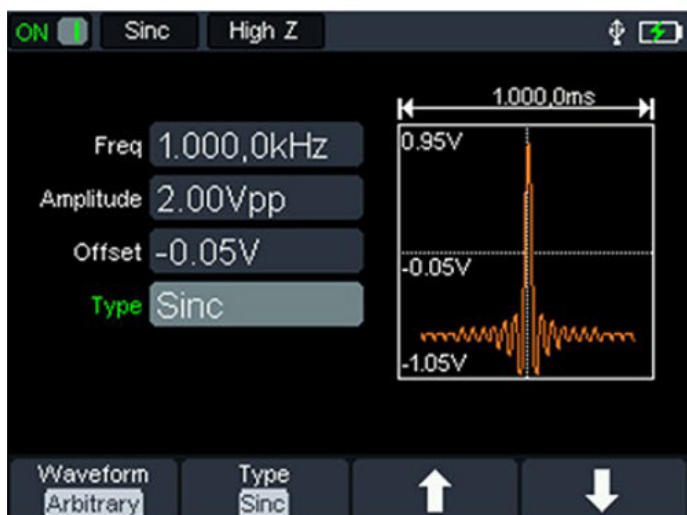 ON Sinc High Z
1.000,0ms
Freq 1.000,0kHz
0.95V
Amplitude 2.00Vpp
Offset -0.05V
-0.05V
Type Sinc
-1.05V
Waveform Type
Arbitrary Sinc